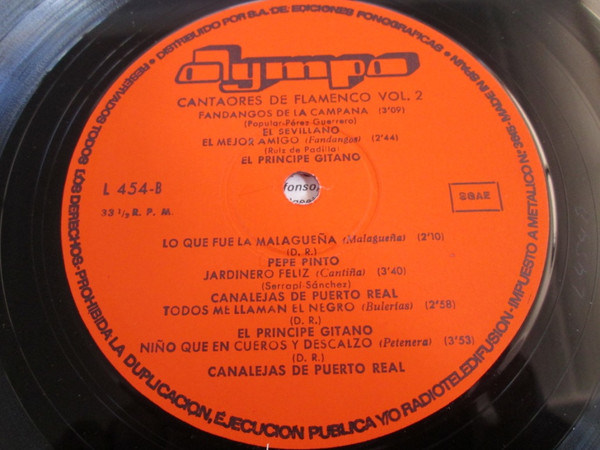 DISTRIBUIDO POR S.A. DE EDICIONES FONOGRAFICAS - MADE IN SPAIN
olympo
CANTAORES DE FLAMENCO VOL. 2
FANDANGOS DE LA CAMPANA (3'09)
(Popular-Pérez-Guerrero)
EL SEVILLANO
EL MEJOR AMIGO (Fandangos) (2'44)
(Ruiz de Padilla)
EL PRINCIPE GITANO
L 454-B
33 1/3 R. P. M.
fonso
SGAE
LO QUE FUE LA MALAGUEÑA (Malagueña) (2'10)
(D. R.)
PEPE PINTO
JARDINERO FELIZ (Cantiña) (3'40)
(Serrapi-Sánchez)
CANALEJAS DE PUERTO REAL
TODOS ME LLAMAN EL NEGRO (Bulerías) (2'58)
(D. R.)
EL PRINCIPE GITANO
NIÑO QUE EN CUEROS Y DESCALZO (Petenera) (3'53)
(D. R.)
CANALEJAS DE PUERTO REAL
RESERVADOS TODOS LOS DERECHOS - PROHIBIDA LA DUPLICACION, EJECUCION PUBLICA Y/O RADIOTELEDIFUSION - IMPUESTO A METALICO N.º